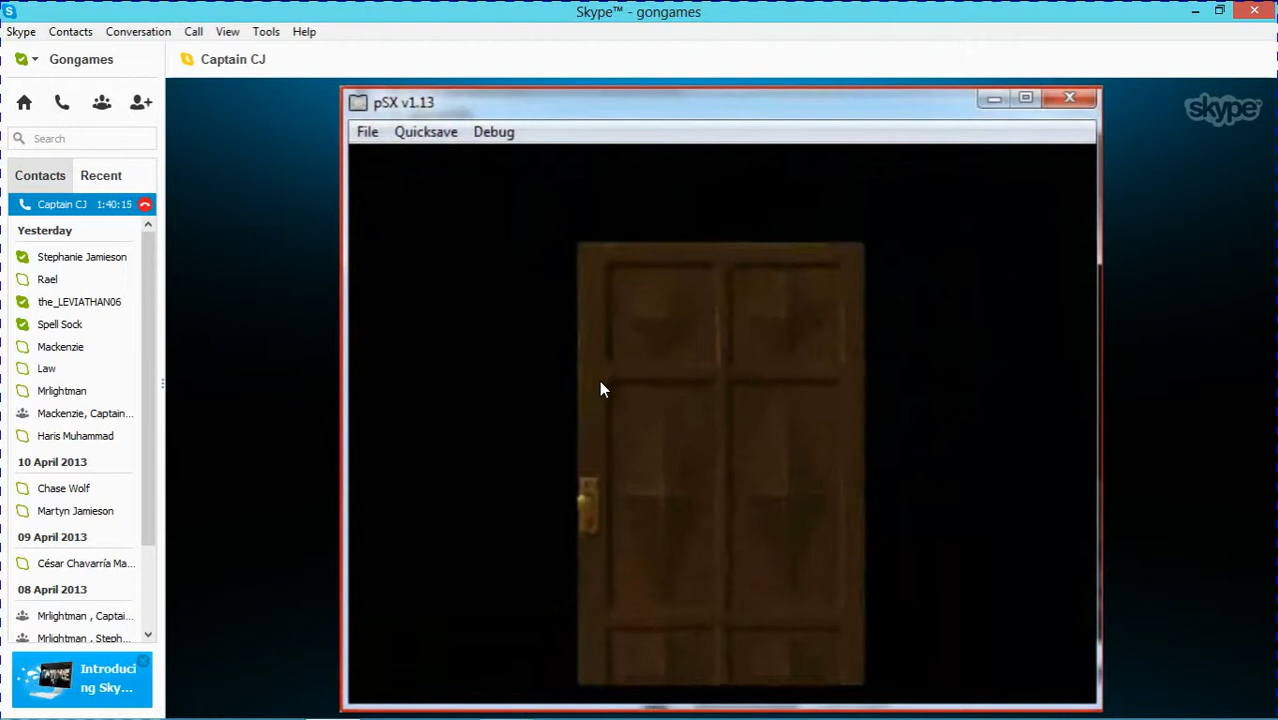 Skype™ - gongames
Skype Contacts Conversation Call View Tools Help
Gongames
Captain CJ
Search
Contacts Recent
Captain CJ 1:40:15
Yesterday
Stephanie Jamieson
Rael
the_LEVIATHAN06
Spell Sock
Mackenzie
Law
Mrlightman
Mackenzie, Captain...
Haris Muhammad
10 April 2013
Chase Wolf
Martyn Jamieson
09 April 2013
César Chavarría Ma...
08 April 2013
Mrlightman , Captai...
Mrlightman , Steph...
Introduci
ng Sky...
pSX v1.13
File Quicksave Debug
skype